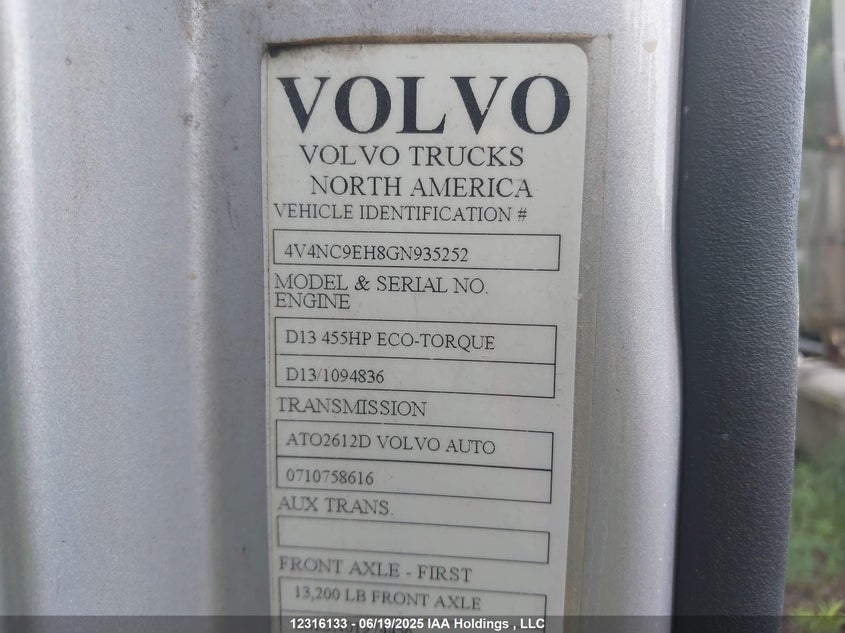 VOLVO
VOLVO TRUCKS
NORTH AMERICA
VEHICLE IDENTIFICATION #
4V4NC9EH8GN935252
MODEL & SERIAL NO.
ENGINE
D13 455HP ECO-TORQUE
D13/1094836
TRANSMISSION
ATO2612D VOLVO AUTO
0710758616
AUX TRANS.
FRONT AXLE - FIRST
13,200 LB FRONT AXLE
12316133 - 06/19/2025 IAA Holdings , LLC